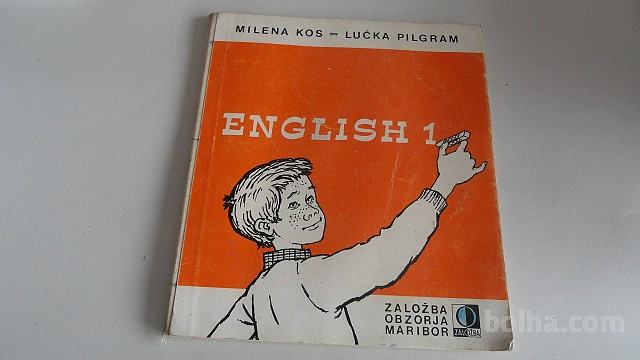 MILENA KOS - LUČKA PILGRAM
ENGLISH 1
ZALOŽBA
OBZORJA
MARIBOR
ZALOŽBA
bolha.com